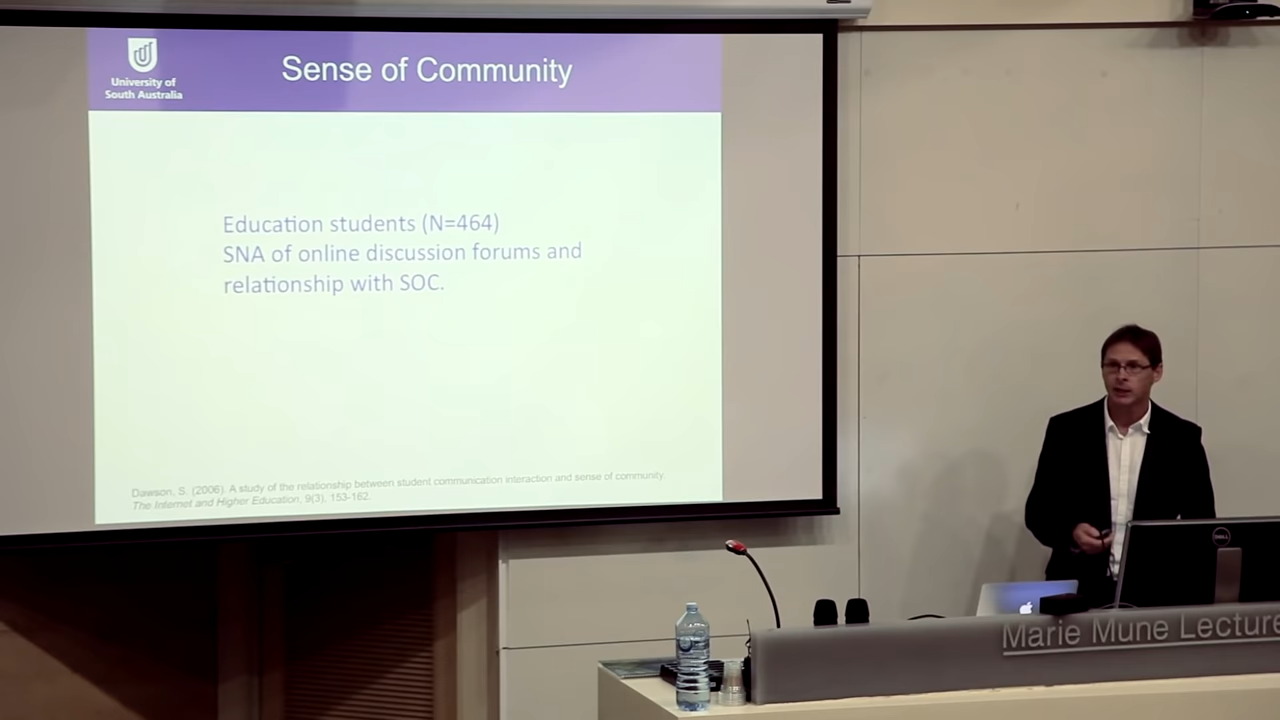 University of
South Australia
Sense of Community
Education students (N=464)
SNA of online discussion forums and
relationship with SOC.
Dawson, S. (2006). A study of the relationship between student communication interaction and sense of community.
The Internet and Higher Education, 9(3), 153-162.
DELL
Marie Mune Lecture